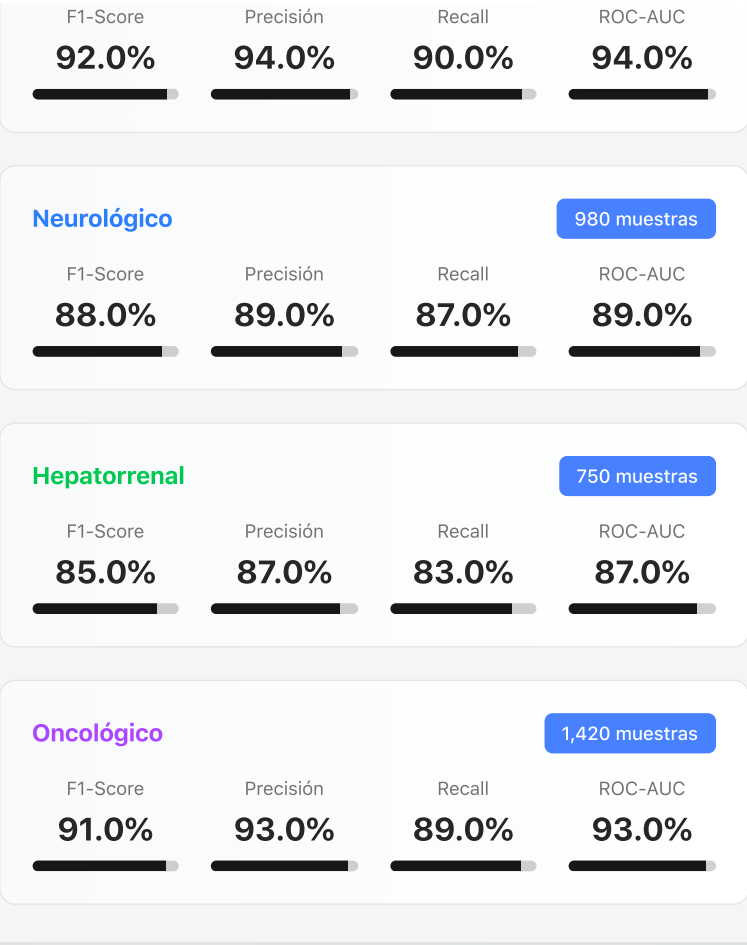 F1-Score Precisión Recall ROC-AUC
92.0% 94.0% 90.0% 94.0%
Neurológico 980 muestras
F1-Score Precisión Recall ROC-AUC
88.0% 89.0% 87.0% 89.0%
Hepatorrenal 750 muestras
F1-Score Precisión Recall ROC-AUC
85.0% 87.0% 83.0% 87.0%
Oncológico 1,420 muestras
F1-Score Precisión Recall ROC-AUC
91.0% 93.0% 89.0% 93.0%